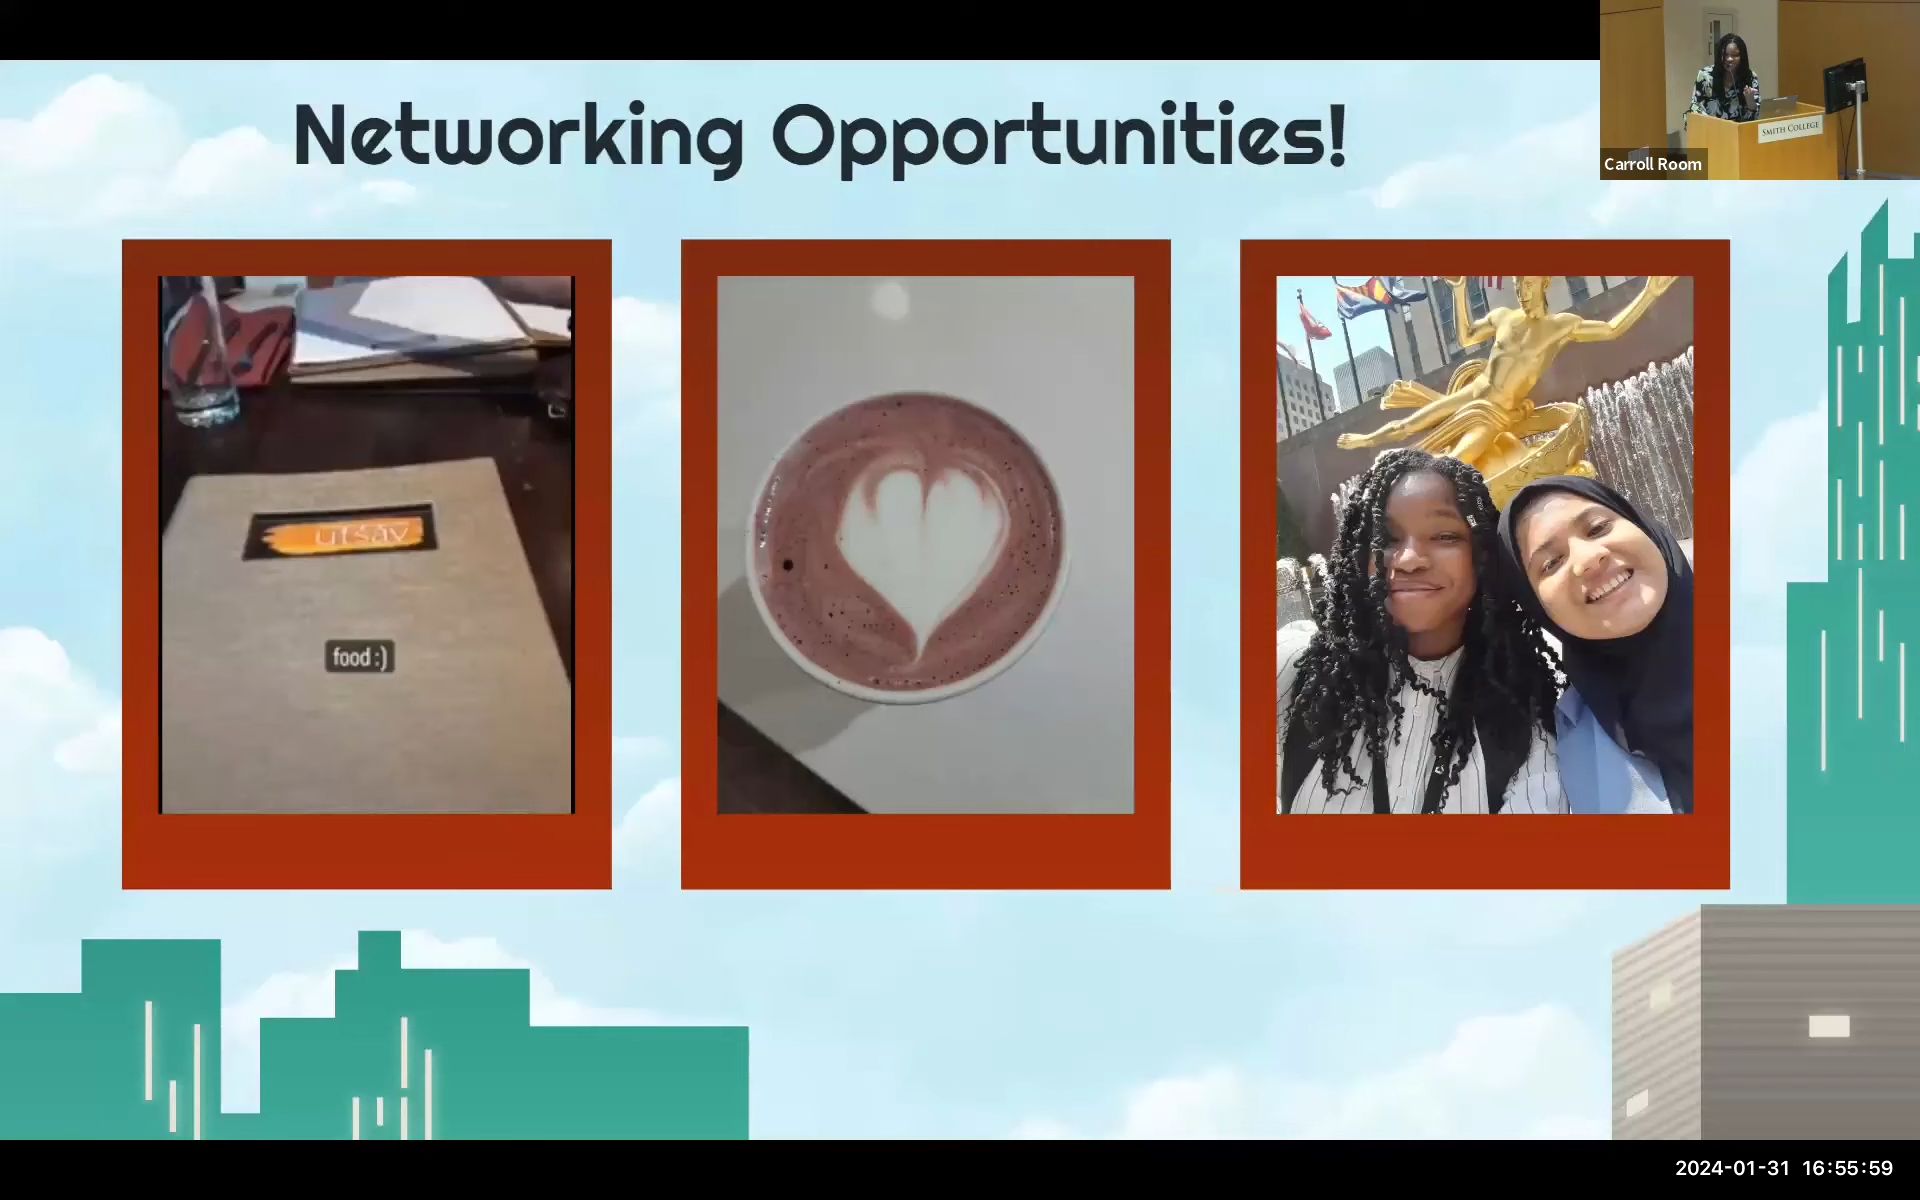 Networking Opportunities!
SMITH COLLEGE
Carroll Room
utsav
food :)
2024-01-31 16:55:59